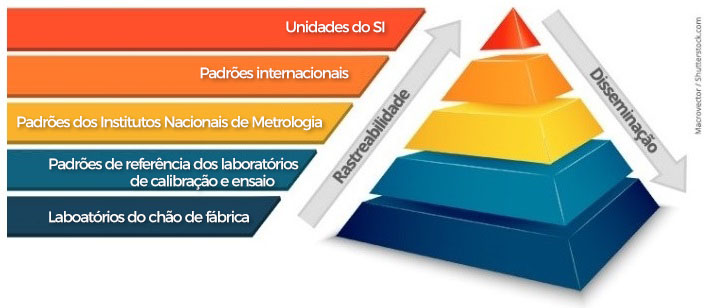 Unidades do SI
Padrões internacionais
Padrões dos Institutos Nacionais de Metrologia
Padrões de referência dos laboratórios
de calibração e ensaio
Laboatórios do chão de fábrica
Rastreabilidade
Disseminação
Macrovector / Shutterstock.com